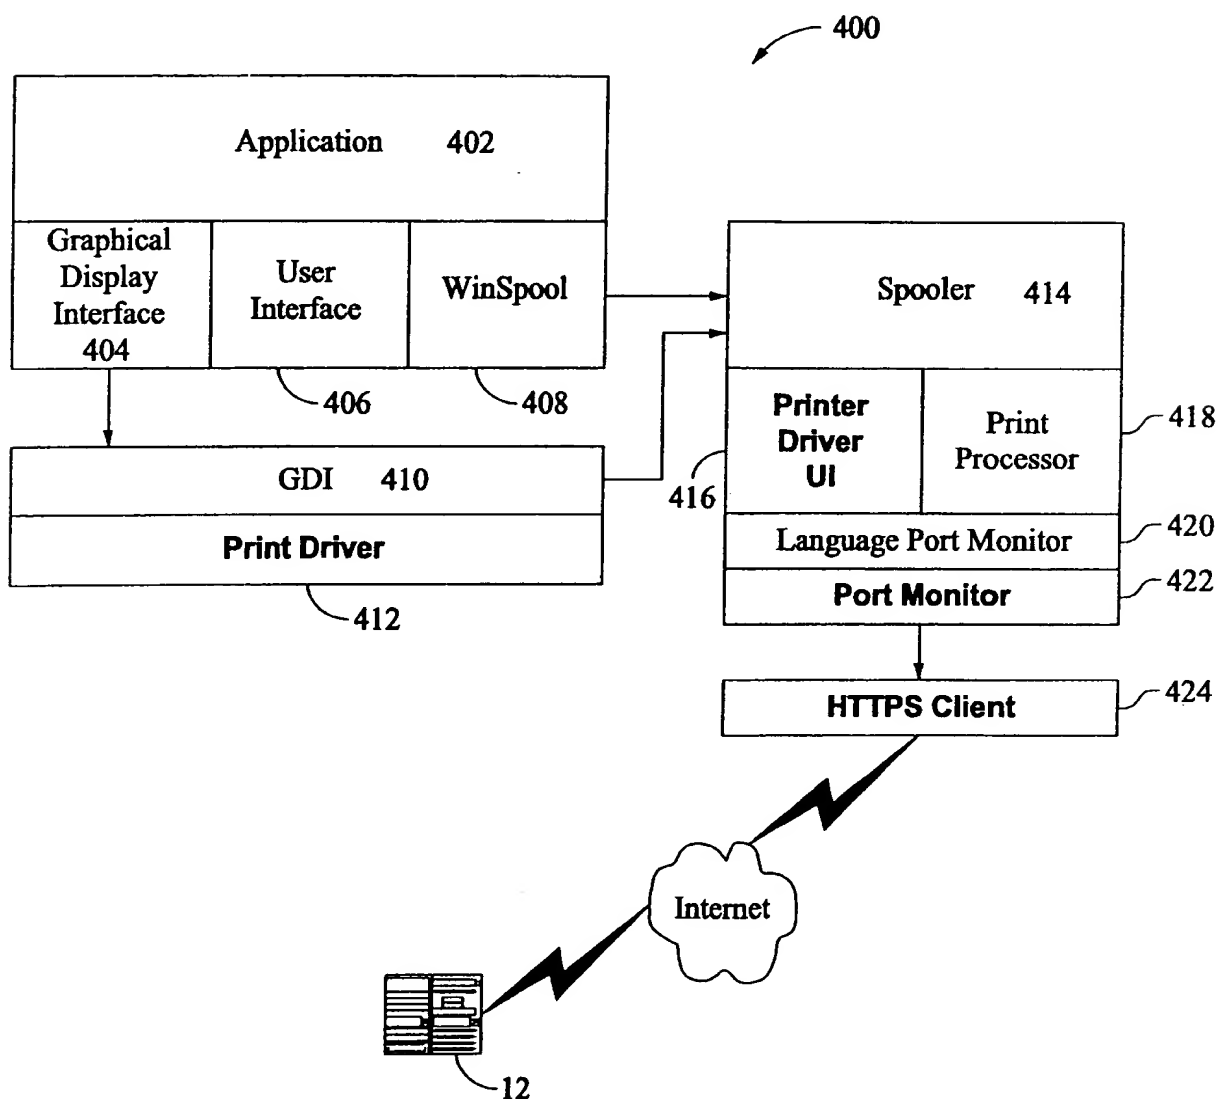 400
Application 402
Graphical
Display
Interface
404
User
Interface
WinSpool
406
408
GDI 410
Print Driver
412
Spooler 414
Printer
Driver
UI
416
Print
Processor
418
Language Port Monitor
420
Port Monitor
422
HTTPS Client
424
Internet
12